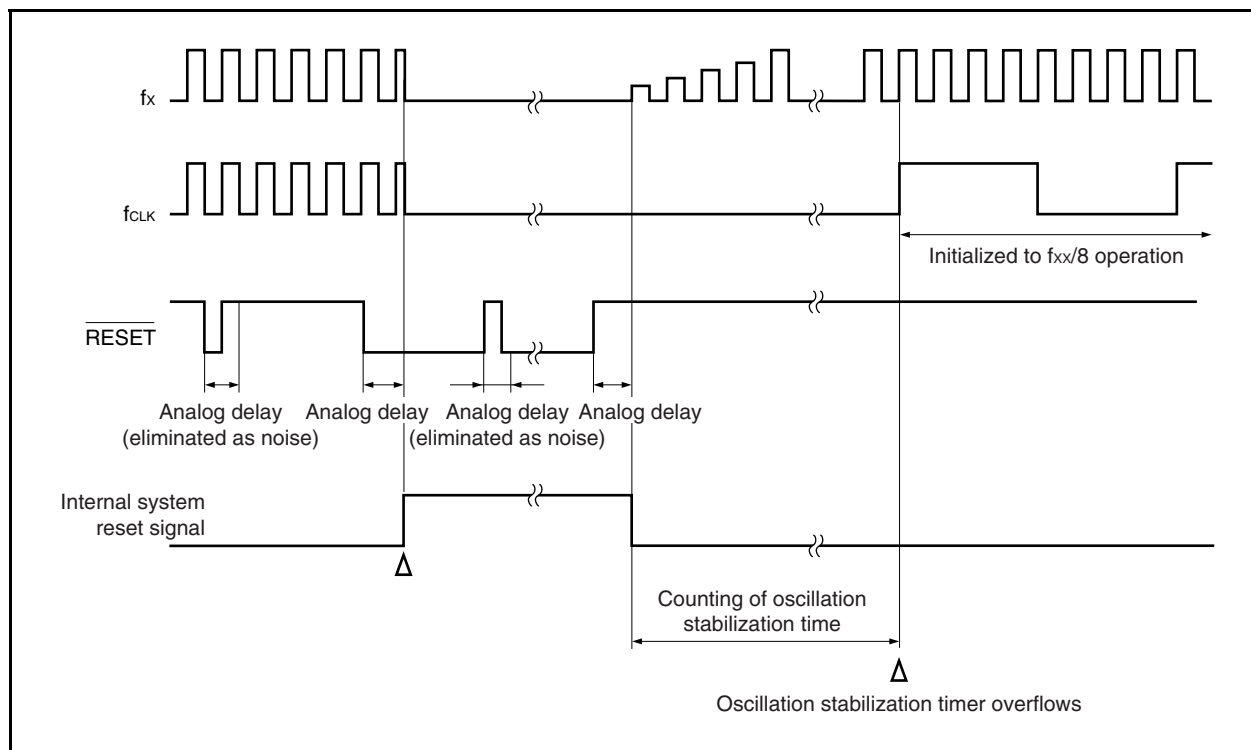 fX
fCLK
Initialized to fXX/8 operation
RESET
Analog delay
(eliminated as noise)
Analog delay
Analog delay
(eliminated as noise)
Analog delay
Internal system
reset signal
Counting of oscillation
stabilization time
Oscillation stabilization timer overflows